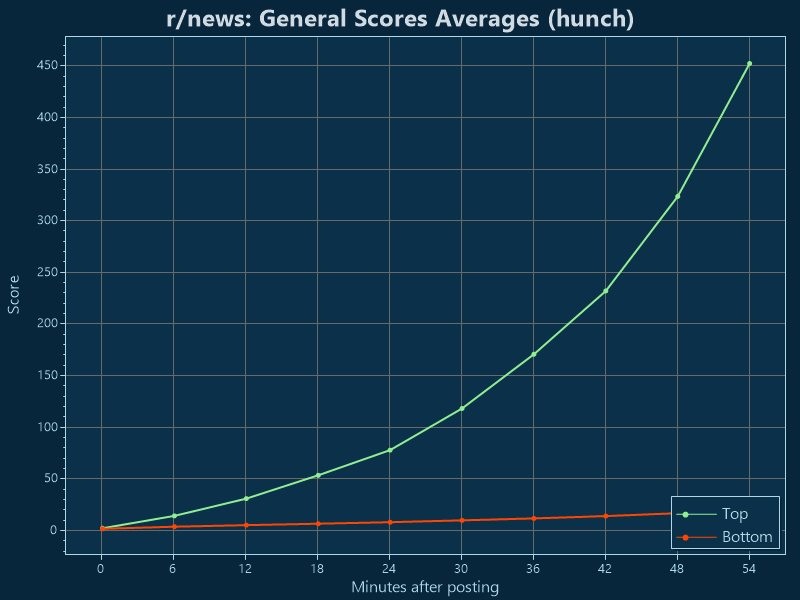 r/news: General Scores Averages (hunch)
450
400
350
300
250
200
150
100
50
0
Score
0 6 12 18 24 30 36 42 48 54
Minutes after posting
Top
Bottom